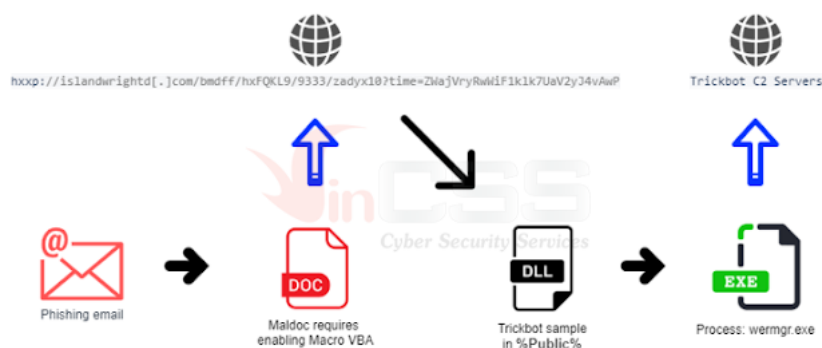 hxxp://islandwrightd[.]com/bmdff/hxFQKL9/9333/zadyx10?time=ZWajVryRwWiF1k1k7UaV2yJ4vAwP
Trickbot C2 Servers
inCSS
Cyber Security Services
@
DOC
DLL
EXE
Phishing email
Maldoc requires
enabling Macro VBA
Trickbot sample
in %Public%
Process: wermgr.exe